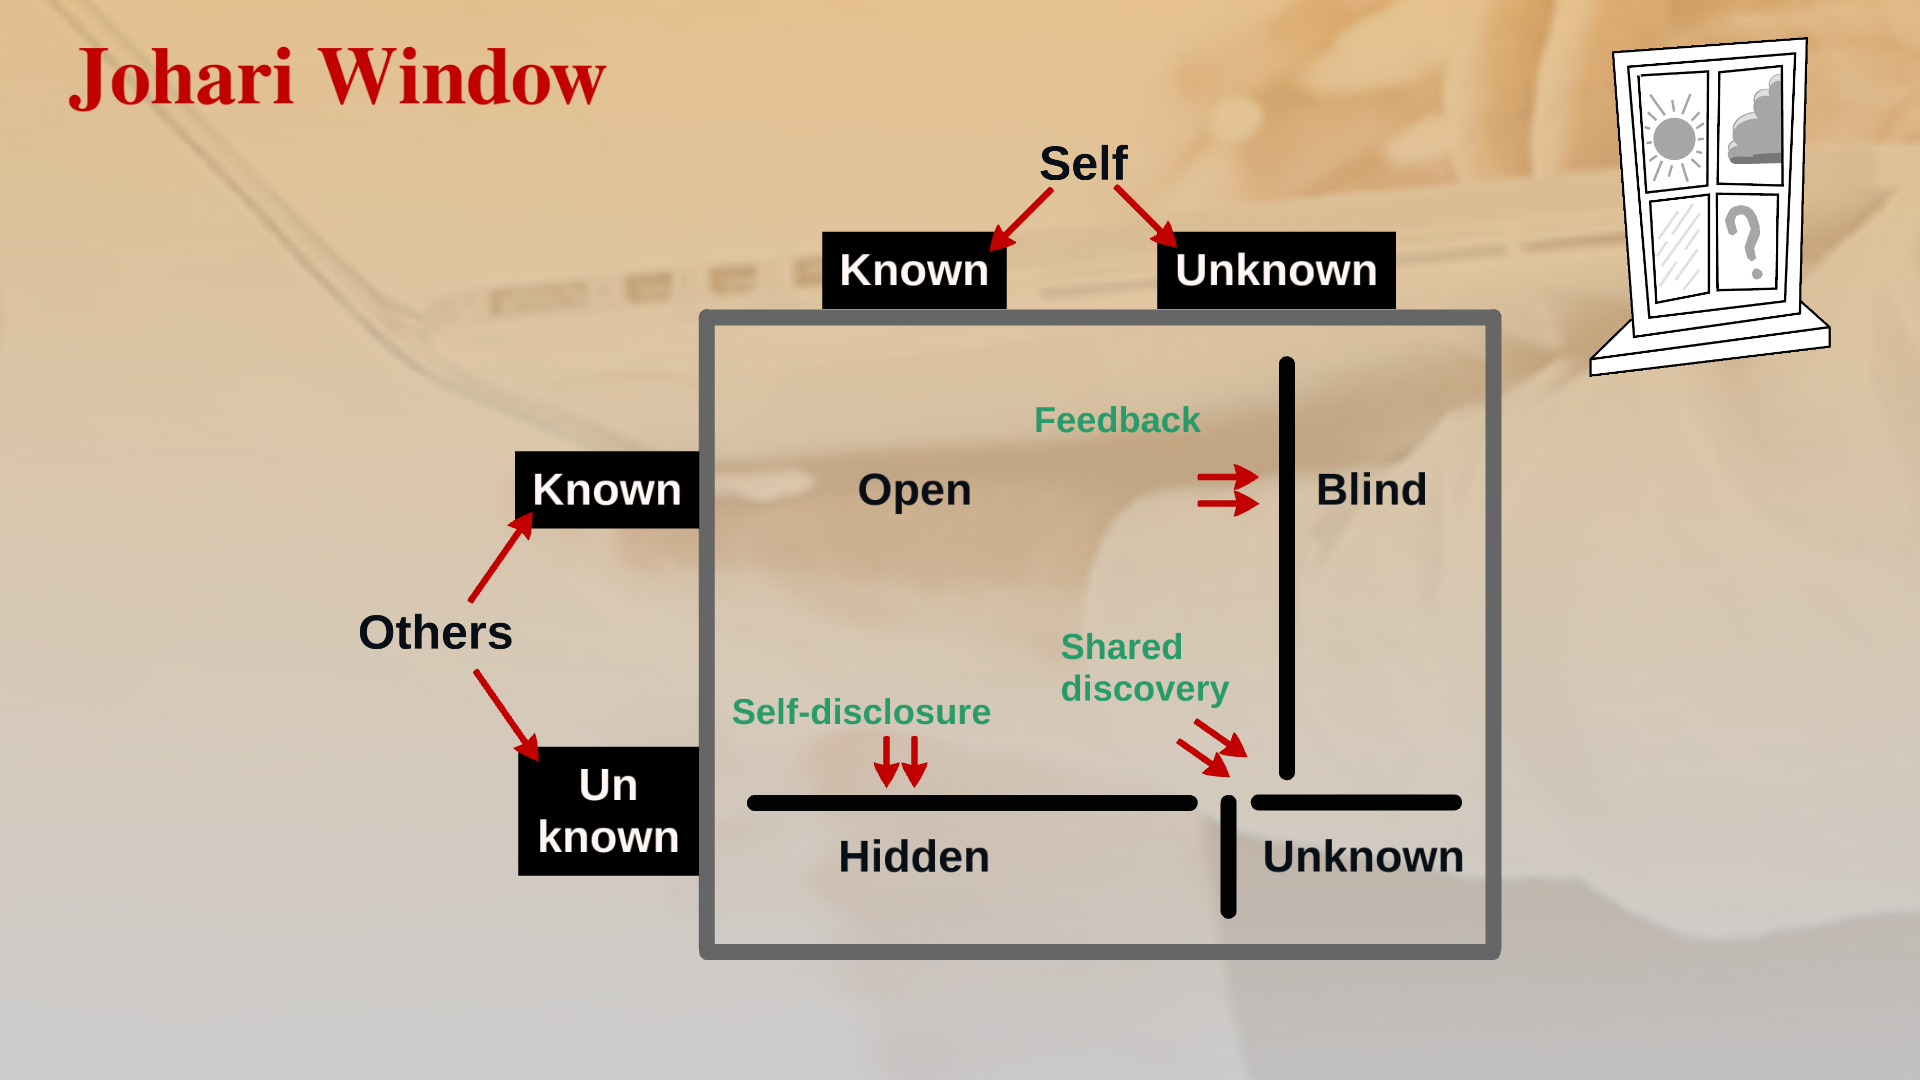 Johari Window
Self
Known
Unknown
Feedback
Known
Open
Blind
Others
Shared
discovery
Self-disclosure
Un
known
Hidden
Unknown
?